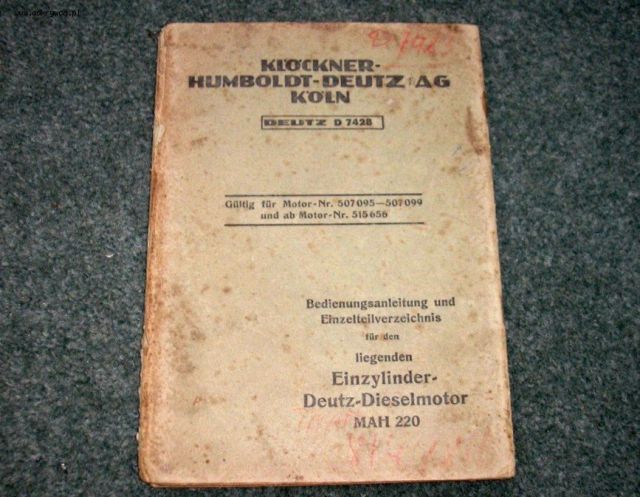 KLÖCKNER-
HUMBOLDT-DEUTZ AG
KÖLN
DEUTZ D 7428
Gültig für Motor-Nr. 507095—507099
und ab Motor-Nr. 515656
Bedienungsanleitung und
Einzelteilverzeichnis
für den
liegenden
Einzylinder-
Deutz-Dieselmotor
MAH 220